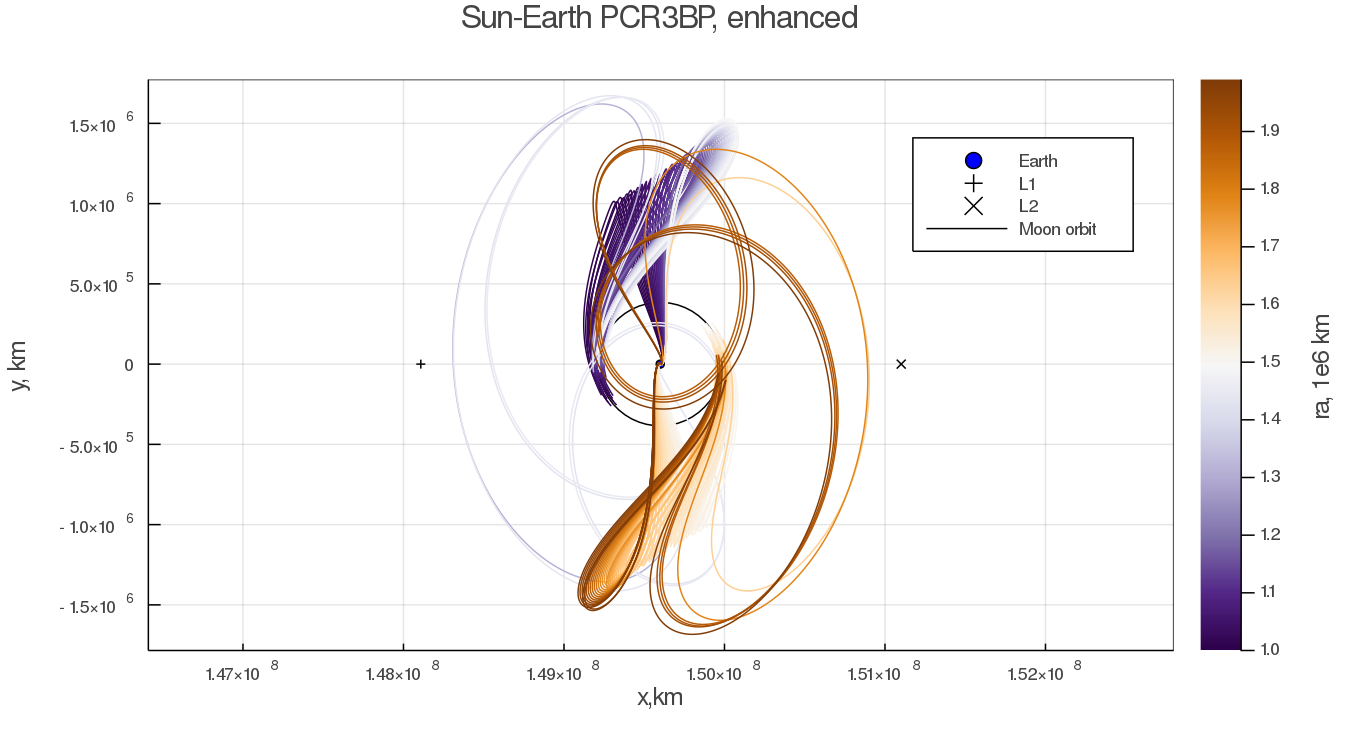 Sun-Earth PCR3BP, enhanced
1.5×10 6
1.0×10 6
5.0×10 5
0
- 5.0×10 5
- 1.0×10 6
- 1.5×10 6
y, km
1.47×10 8
1.48×10 8
1.49×10 8
1.50×10 8
1.51×10 8
1.52×10 8
x,km
Earth
L1
L2
Moon orbit
1.9
1.8
1.7
1.6
1.5
1.4
1.3
1.2
1.1
1.0
ra, 1e6 km